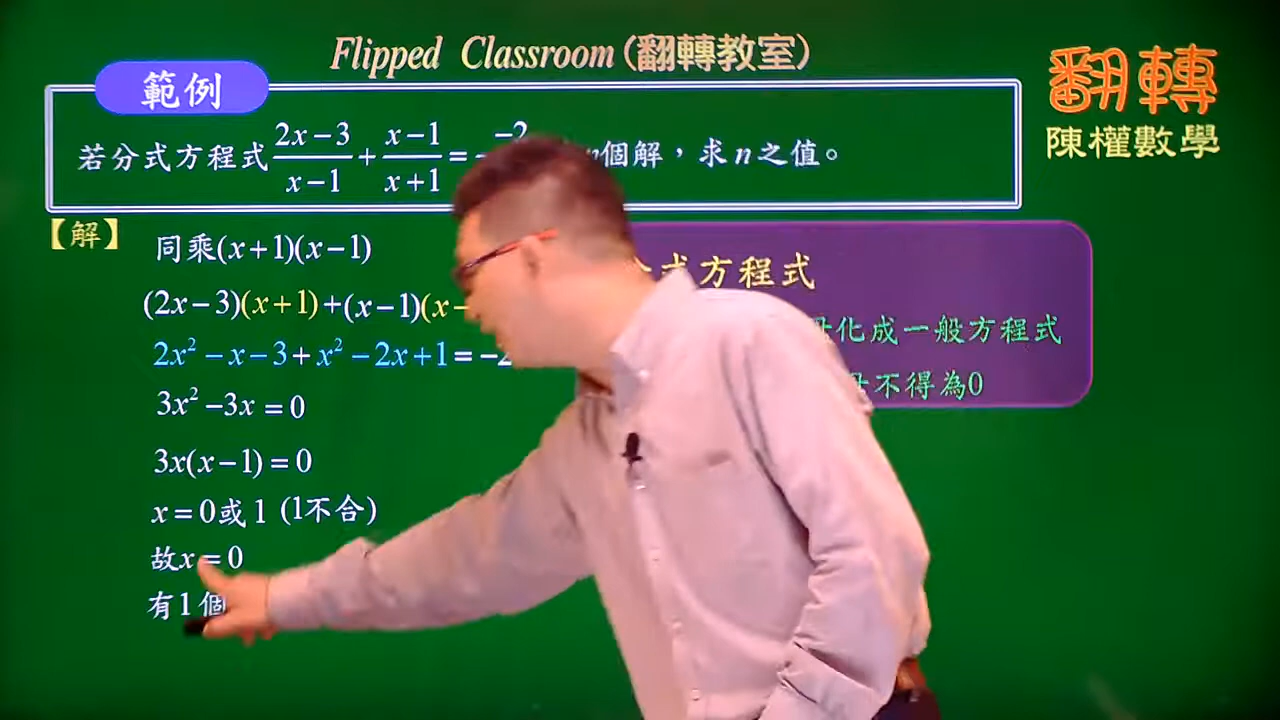 Flipped Classroom(翻轉教室)
翻轉
陳權數學
範例
若分式方程式 (2x-3)/(x-1) + (x-1)/(x+1) = -2 n個解，求n之值。
【解】
同乘(x+1)(x-1)
(2x-3)(x+1)+(x-1)(x-
2x²-x-3+x²-2x+1=-2
3x²-3x=0
3x(x-1)=0
x=0或1 (1不合)
故x=0
有1個
式方程式
化成一般方程式
母不得為0